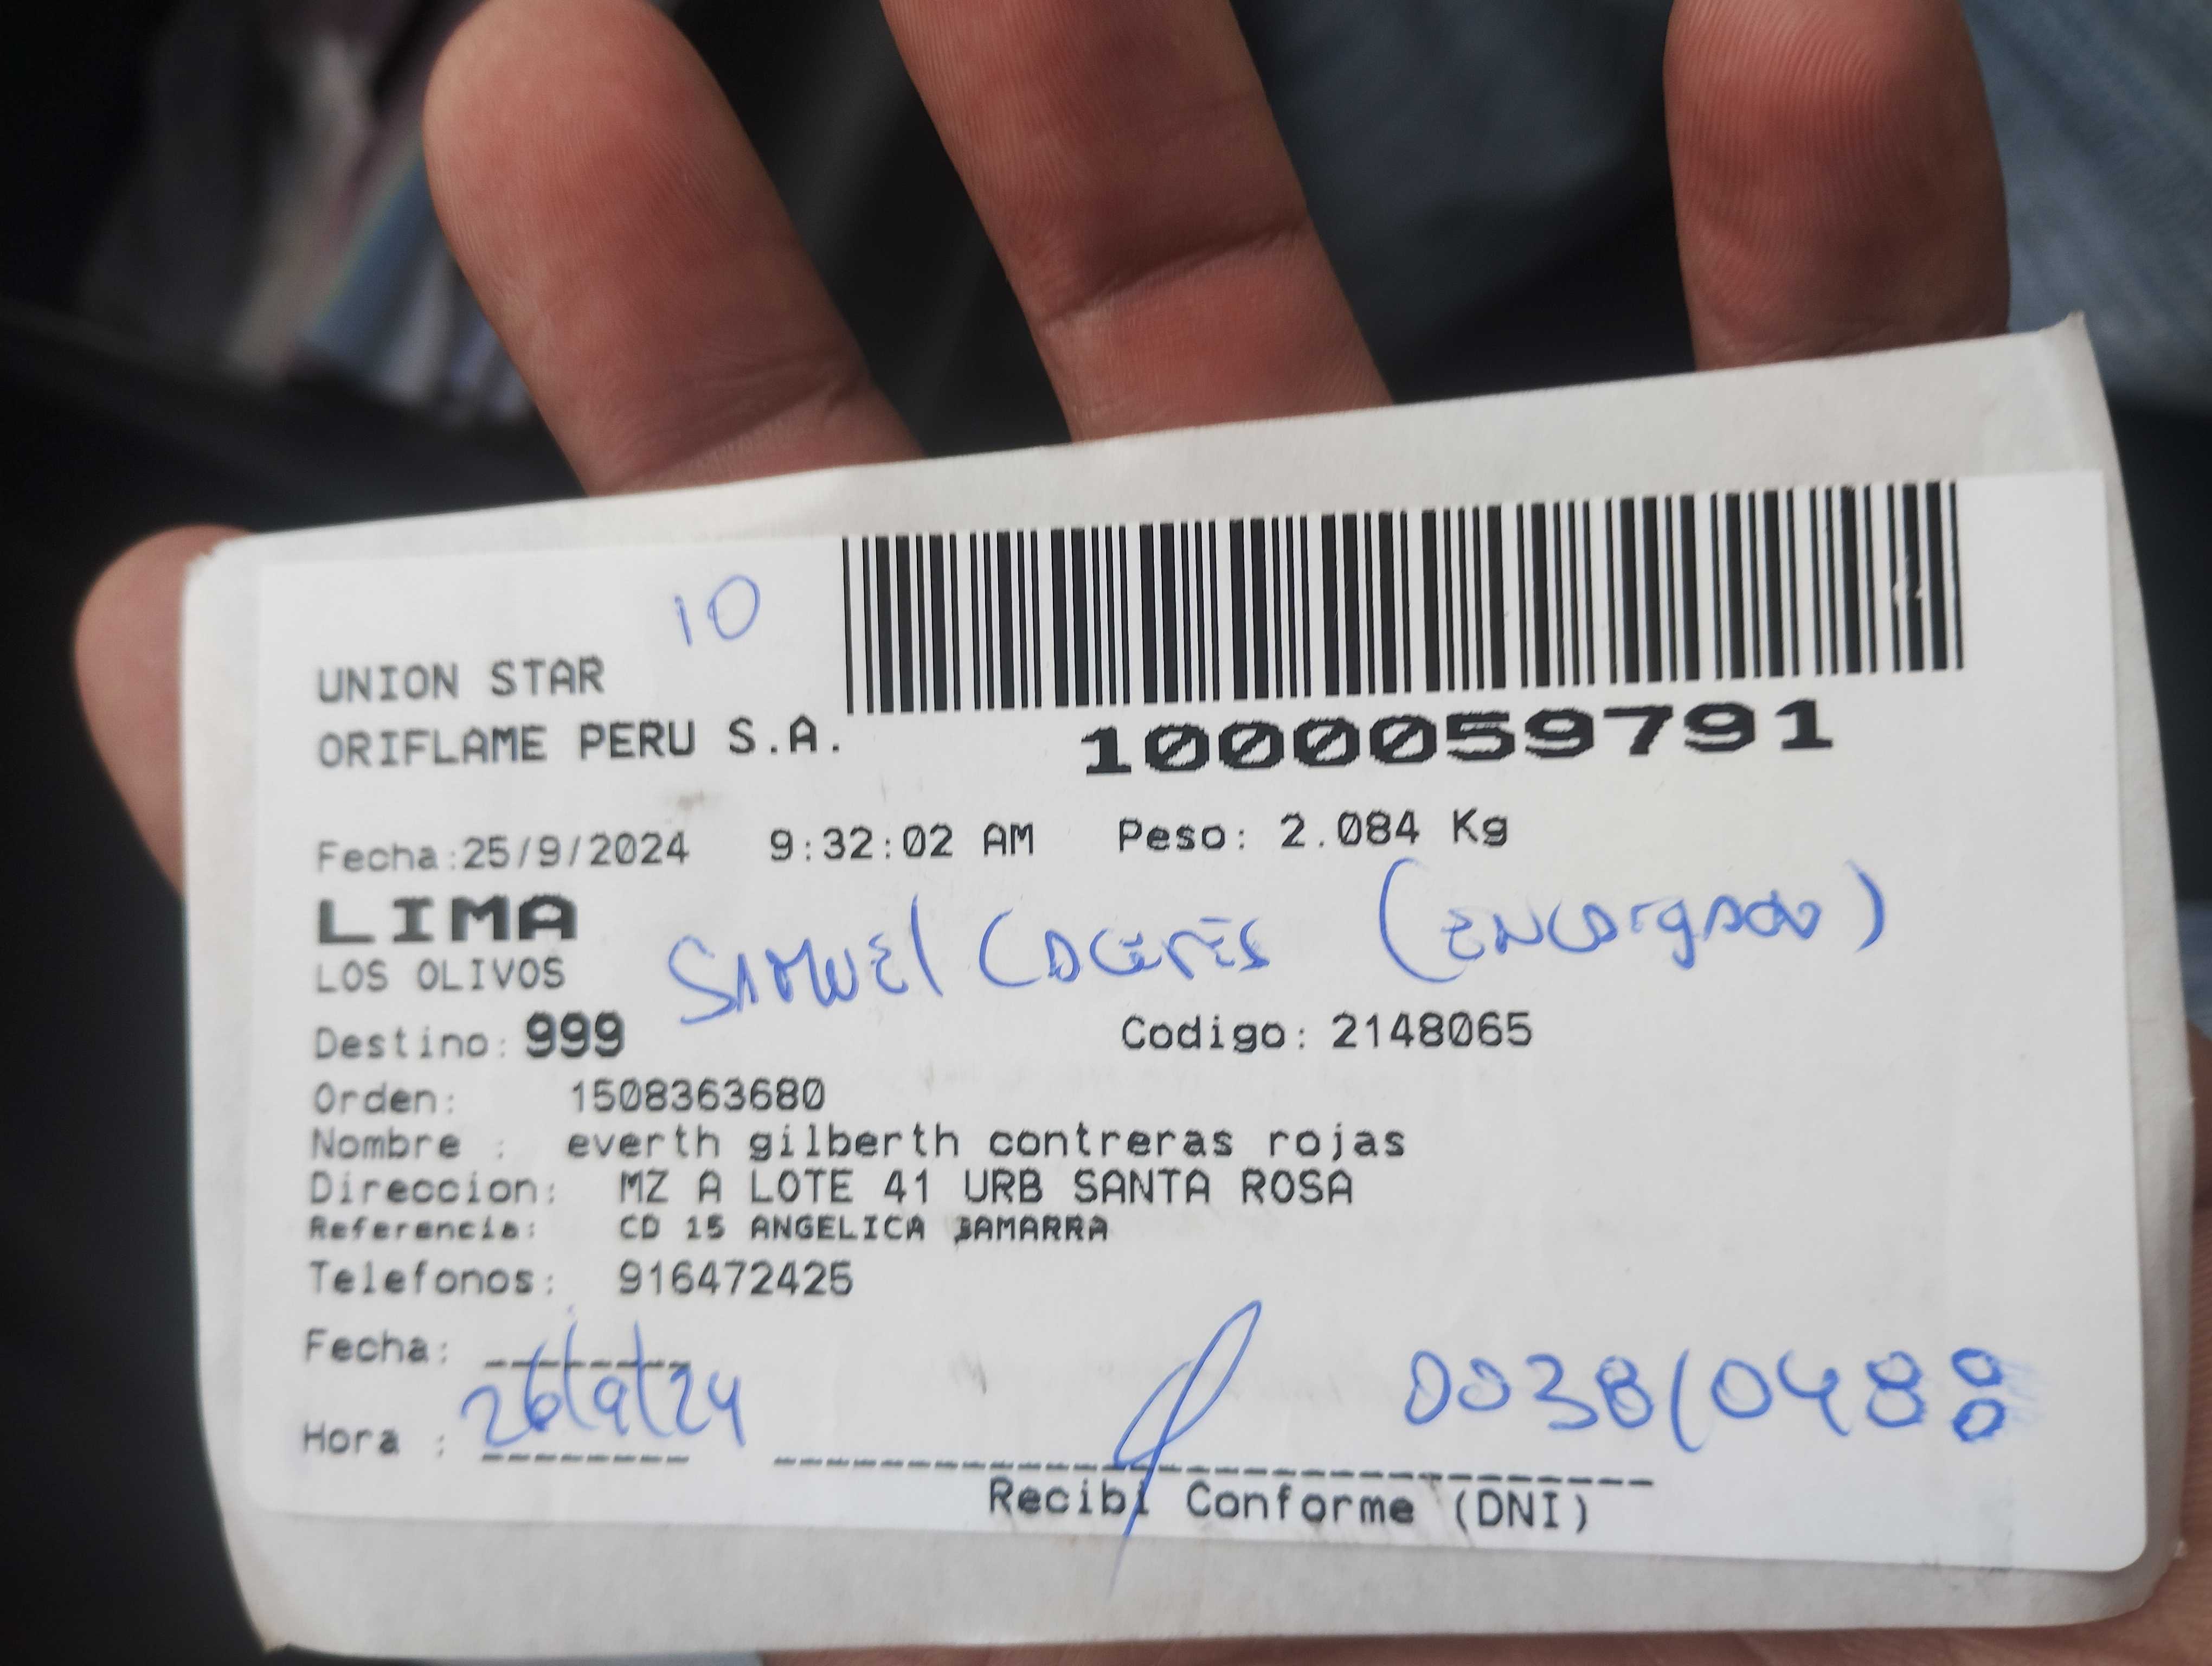 10
UNION STAR
ORIFLAME PERU S.A.
1000059791
Fecha:25/9/2024 9:32:02 AM Peso: 2.084 Kg
LIMA
SAMUEL CACERES (ENCargado)
LOS OLIVOS
Destino: 999 Codigo: 2148065
Orden: 1508363680
Nombre : everth gilberth contreras rojas
Direccion: MZ A LOTE 41 URB SANTA ROSA
Referencia: CD 15 ANGELICA GAMARRA
Telefonos: 916472425
Fecha: 26/9/24
Hora :
Recibi Conforme (DNI)